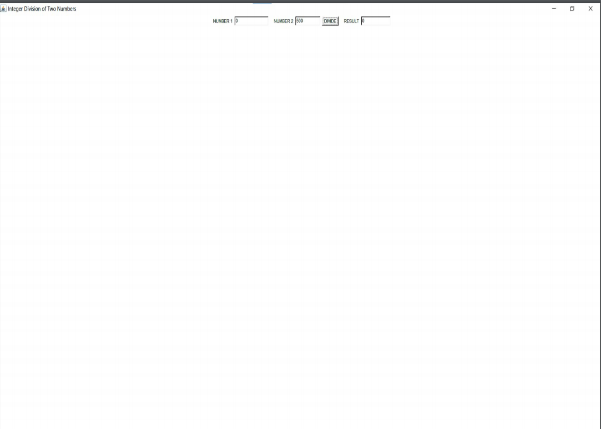 Integer Division of Two Numbers
NUMBER 1 NUMBER 2 DIVIDE RESULT